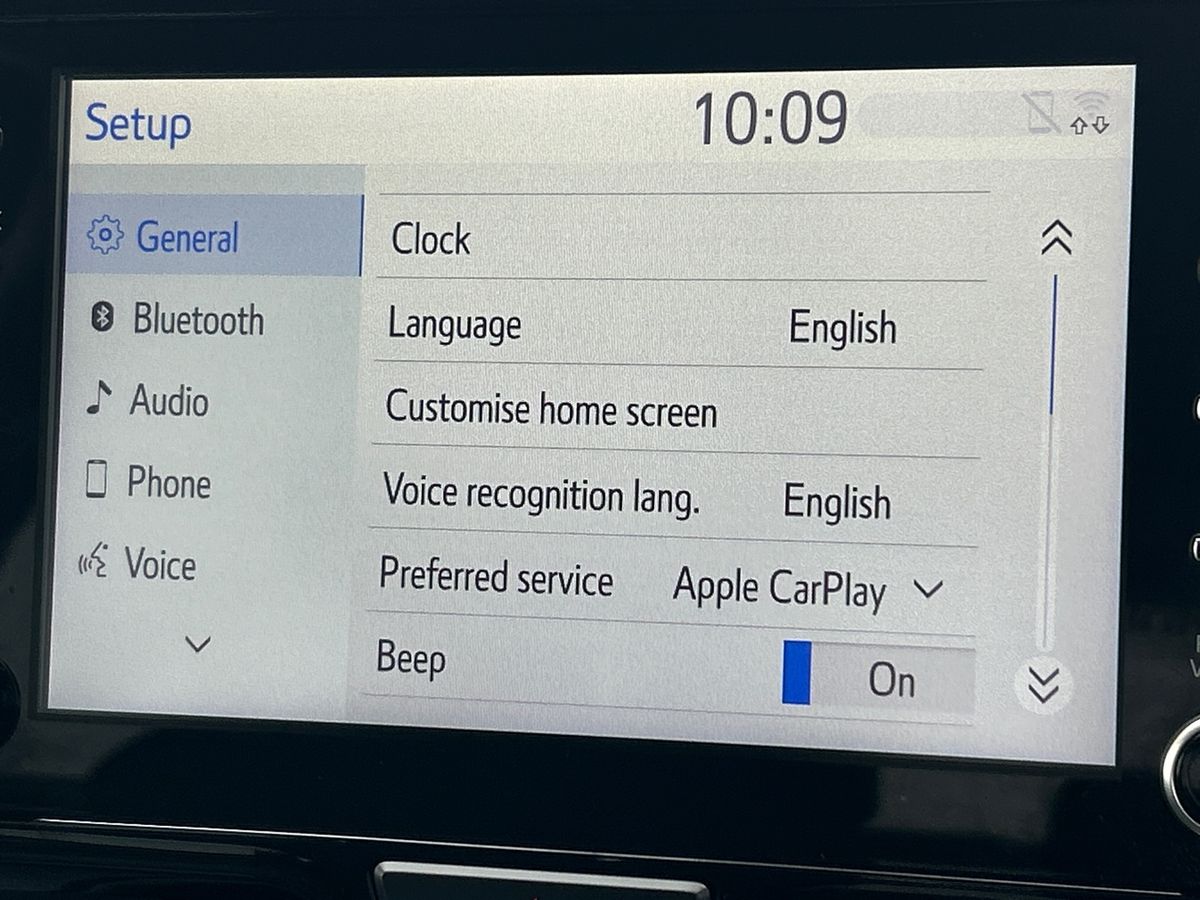 Setup
10:09
General
Bluetooth
Audio
Phone
Voice
Clock
Language English
Customise home screen
Voice recognition lang. English
Preferred service Apple CarPlay
Beep On